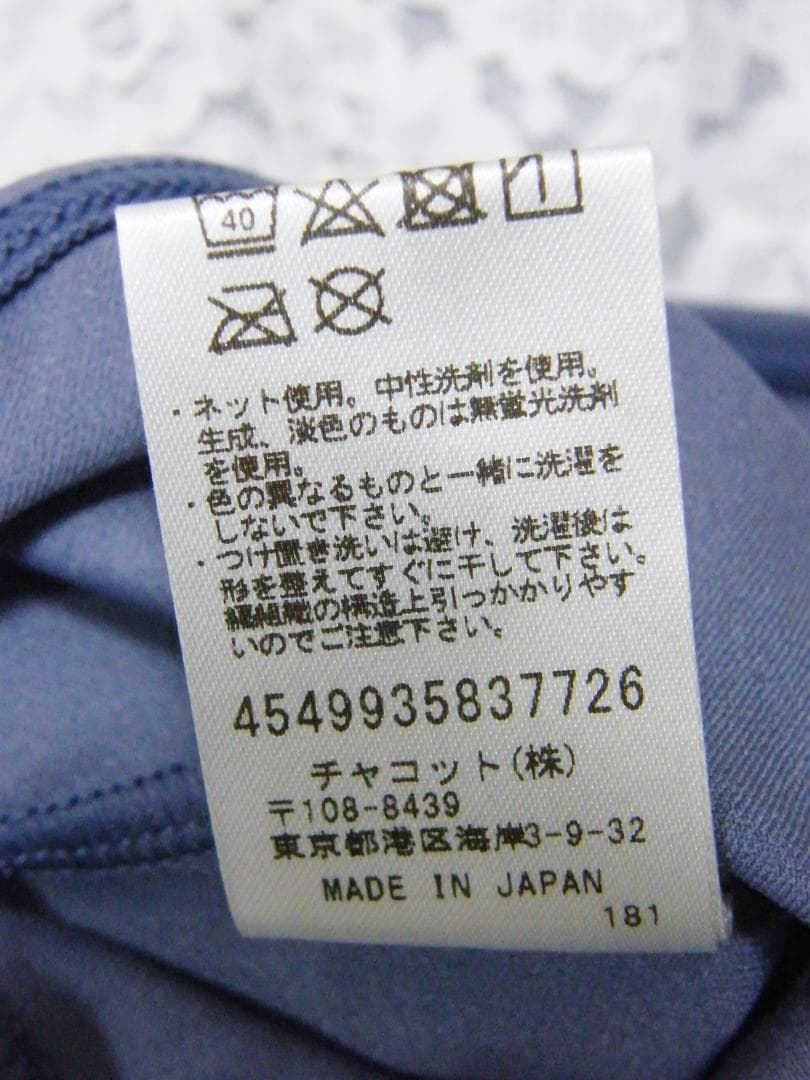 40
・ネット使用。中性洗剤を使用。
生成、淡色のものは無蛍光洗剤
を使用。
・色の異なるものと一緒に洗濯を
しないで下さい。
・つけ置き洗いは避け、洗濯後は
形を整えてすぐに干して下さい。
編組織の構造上引っかかりやす
いのでご注意下さい。
4549935837726
チャコット(株)
〒108-8439
東京都港区海岸3-9-32
MADE IN JAPAN
181